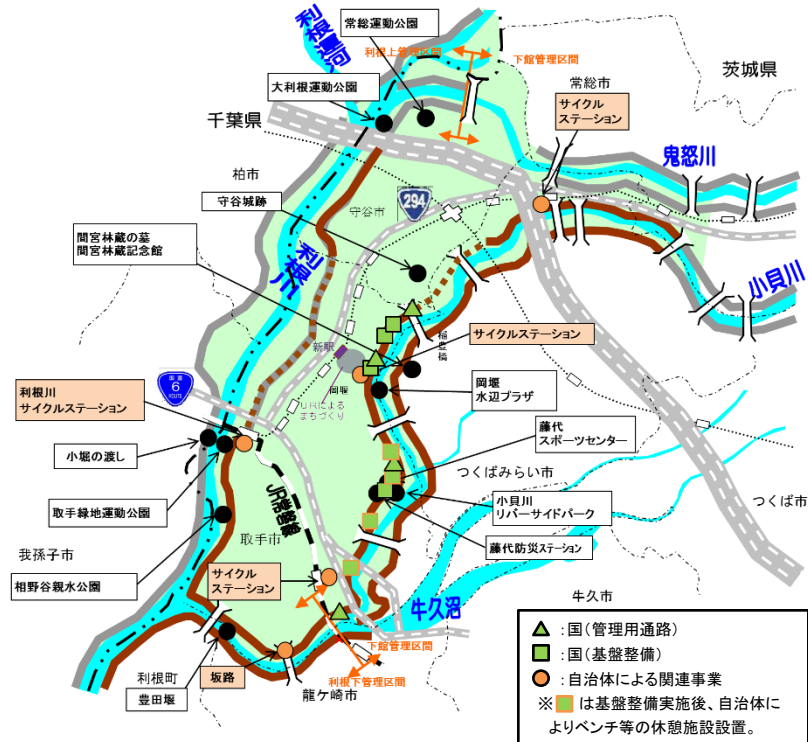 利根運河
常総運動公園
利根上管理区間
下館管理区間
茨城県
大利根運動公園
常総市
サイクル
ステーション
千葉県
鬼怒川
柏市
守谷城跡
守谷市
294
間宮林蔵の墓
間宮林蔵記念館
利根川
小貝川
稲豊橋
サイクルステーション
新駅
国道
6
ROUTE
岡堰
URによる
まちづくり
岡堰
水辺プラザ
利根川
サイクルステーション
藤代
スポーツセンター
小堀の渡し
つくばみらい市
JR常磐線
小貝川
リバーサイドパーク
つくば市
取手緑地運動公園
取手市
藤代防災ステーション
我孫子市
サイクル
ステーション
相野谷親水公園
牛久沼
牛久市
下館管理区間
利根町
坂路
利根下管理区間
豊田堰
龍ケ崎市
:国(管理用通路)
:国(基盤整備)
:自治体による関連事業
※ は基盤整備実施後、自治体に
よりベンチ等の休憩施設設置。